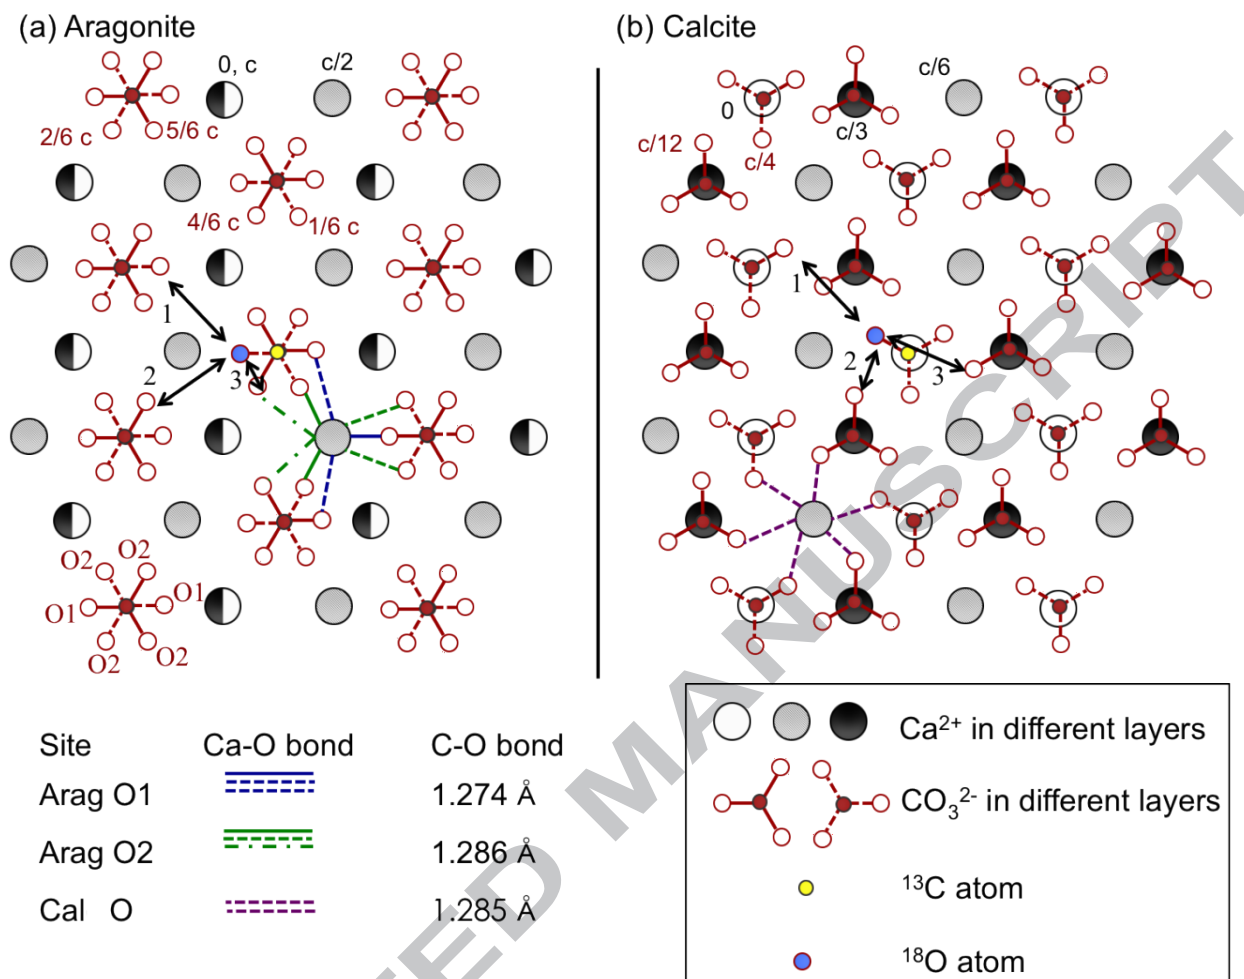 (a) Aragonite
(b) Calcite
0, c
c/2
c/6
0
c/3
2/6 c
5/6 c
c/12
c/4
4/6 c
1/6 c
1
2
3
1
2
3
O2
O2
O1
O1
O2
O2
Site Ca-O bond C-O bond
Arag O1 1.274 Å
Arag O2 1.286 Å
Cal O 1.285 Å
Ca²⁺ in different layers
CO₃²⁻ in different layers
¹³C atom
¹⁸O atom
TED MANUSCRIPT